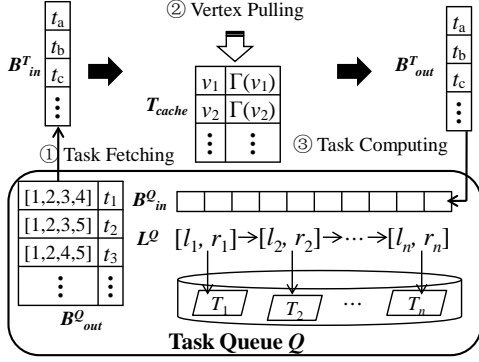 ② Vertex Pulling
B^T_in
t_a
t_b
t_c
⋮
T_cache
v_1 Γ(v_1)
v_2 Γ(v_2)
⋮ ⋮
B^T_out
t_a
t_b
t_c
⋮
① Task Fetching
③ Task Computing
[1,2,3,4] t_1
[1,2,3,5] t_2
[1,2,4,5] t_3
⋮ ⋮
B^Q_out
B^Q_in
L^Q [l_1, r_1]→[l_2, r_2]→⋯→[l_n, r_n]
T_1 T_2 ⋯ T_n
Task Queue Q